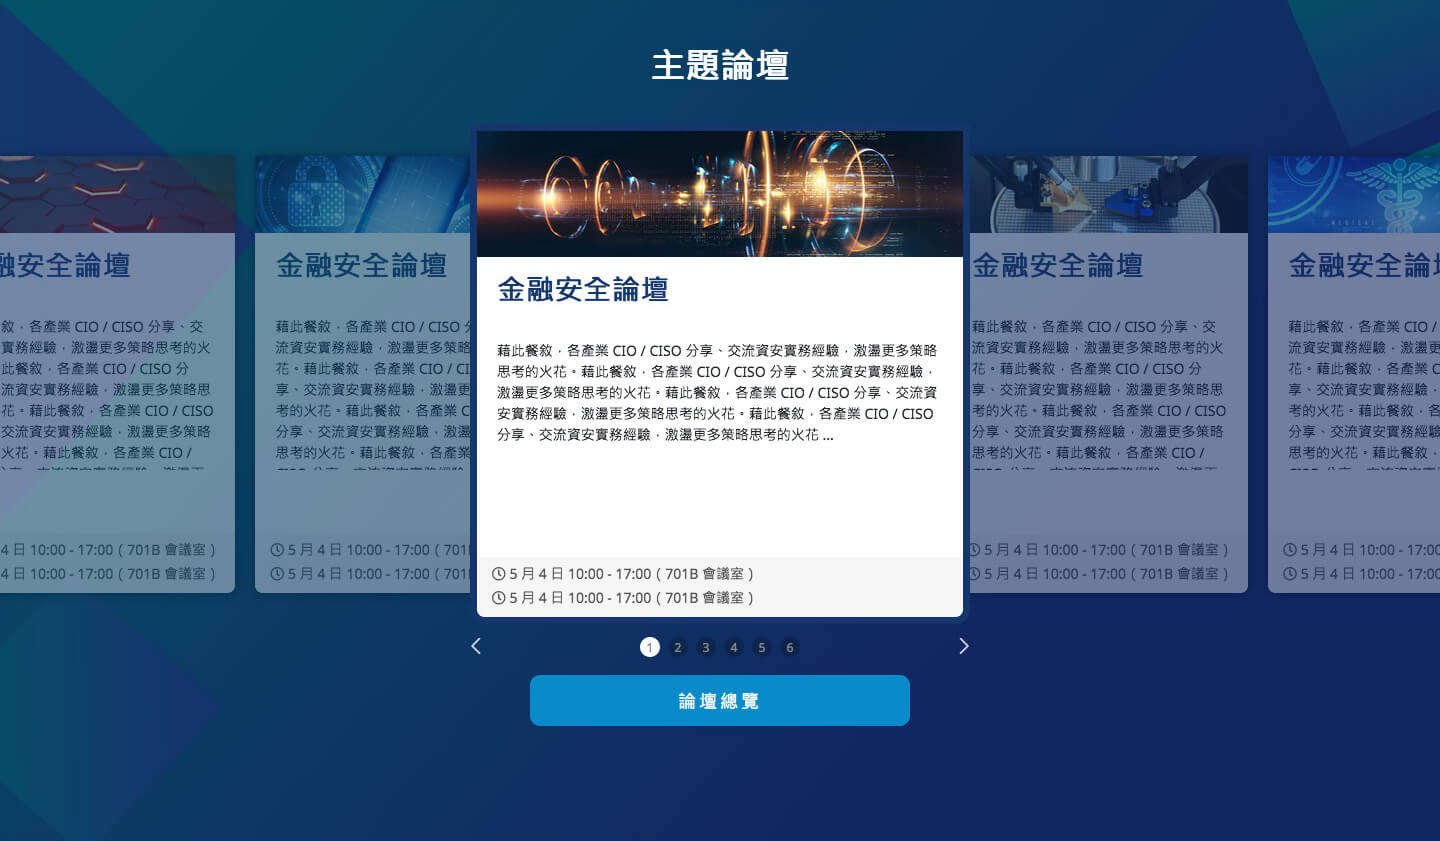 主題論壇
融安全論壇
敘，各產業 CIO / CISO 分享、交
實務經驗，激盪更多策略思考的火
此餐敘，各產業 CIO / CISO 分
流資安實務經驗，激盪更多策略思
花。藉此餐敘，各產業 CIO / CISO
交流資安實務經驗，激盪更多策略
火花。藉此餐敘，各產業 CIO /
4 日 10:00 - 17:00 ( 701B 會議室 )
4 日 10:00 - 17:00 ( 701B 會議室 )
金融安全論壇
藉此餐敘，各產業 CIO / CISO
流資安實務經驗，激盪更多策略
花。藉此餐敘，各產業 CIO / C
享、交流資安實務經驗，激盪更
考的火花。藉此餐敘，各產業 C
分享、交流資安實務經驗，激盪
思考的火花。藉此餐敘，各產業
5 月 4 日 10:00 - 17:00 ( 701
5 月 4 日 10:00 - 17:00 ( 701
金融安全論壇
藉此餐敘，各產業 CIO / CISO 分享、交流資安實務經驗，激盪更多策略
思考的火花。藉此餐敘，各產業 CIO / CISO 分享、交流資安實務經驗，
激盪更多策略思考的火花。藉此餐敘，各產業 CIO / CISO 分享、交流資
安實務經驗，激盪更多策略思考的火花。藉此餐敘，各產業 CIO / CISO
分享、交流資安實務經驗，激盪更多策略思考的火花 ...
5 月 4 日 10:00 - 17:00 ( 701B 會議室 )
5 月 4 日 10:00 - 17:00 ( 701B 會議室 )
金融安全論壇
藉此餐敘，各產業 CIO / CISO 分享、交
流資安實務經驗，激盪更多策略思考的火
花。藉此餐敘，各產業 CIO / CISO 分
享、交流資安實務經驗，激盪更多策略思
考的火花。藉此餐敘，各產業 CIO / CISO
分享、交流資安實務經驗，激盪更多策略
思考的火花。藉此餐敘，各產業 CIO /
5 月 4 日 10:00 - 17:00 ( 701B 會議室 )
5 月 4 日 10:00 - 17:00 ( 701B 會議室 )
MEDICAL
金融安全論
藉此餐敘，各產業 CIO /
流資安實務經驗，激盪更
花。藉此餐敘，各產業
享、交流資安實務經驗
考的火花。藉此餐敘，各
分享、交流資安實務經驗
思考的火花。藉此餐敘，
5 月 4 日 10:00 - 17:0
5 月 4 日 10:00 - 17:0
1 2 3 4 5 6
論壇總覽